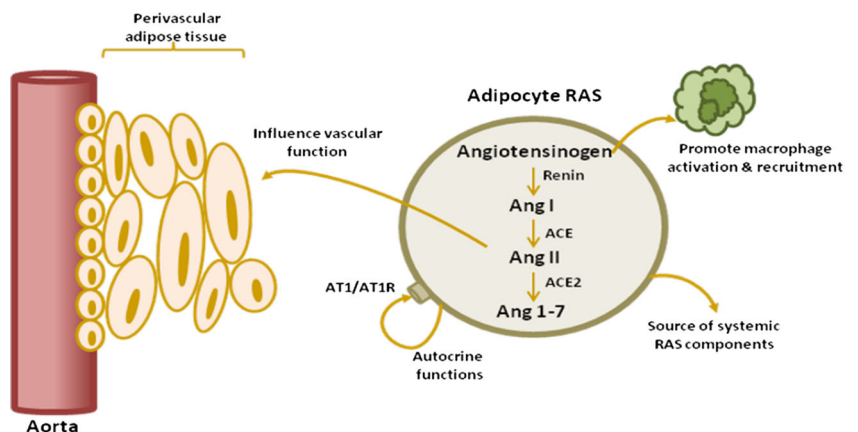 Perivascular
adipose tissue
Adipocyte RAS
Influence vascular
function
Angiotensinogen
Renin
Ang I
ACE
Ang II
ACE2
Ang 1-7
Promote macrophage
activation & recruitment
AT1/AT1R
Autocrine
functions
Source of systemic
RAS components
Aorta